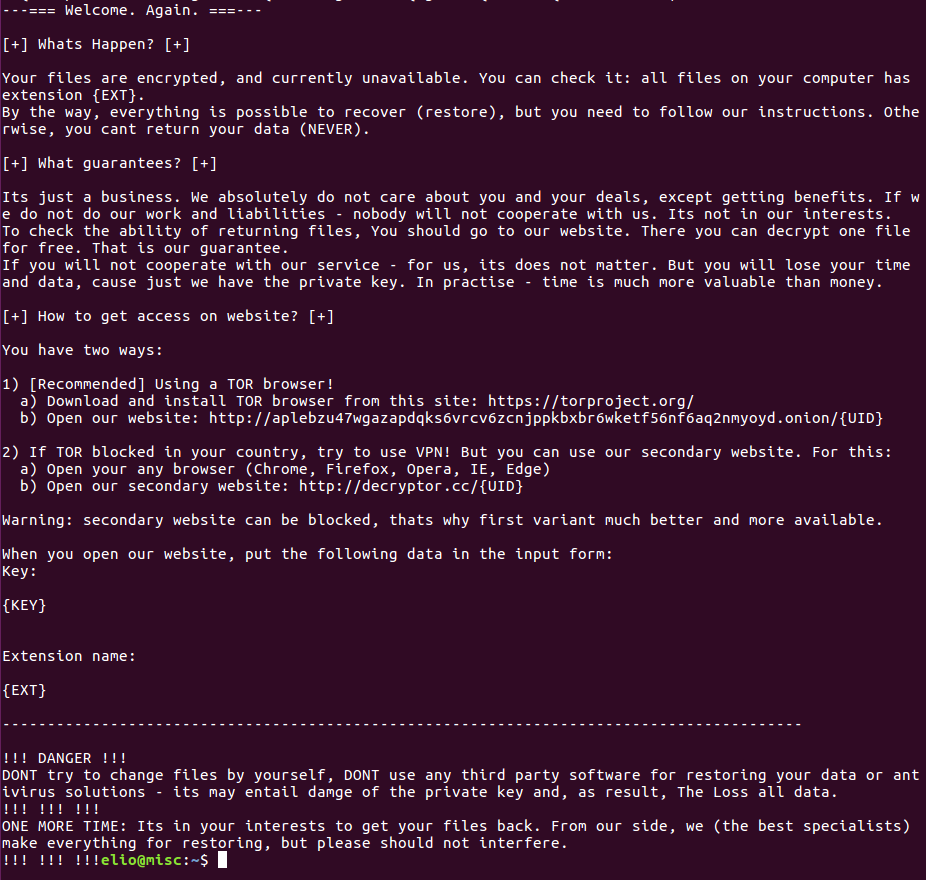 ---=== Welcome. Again. ===---
[+] Whats Happen? [+]
Your files are encrypted, and currently unavailable. You can check it: all files on your computer has
extension {EXT}.
By the way, everything is possible to recover (restore), but you need to follow our instructions. Othe
rwise, you cant return your data (NEVER).
[+] What guarantees? [+]
Its just a business. We absolutely do not care about you and your deals, except getting benefits. If w
e do not do our work and liabilities - nobody will not cooperate with us. Its not in our interests.
To check the ability of returning files, You should go to our website. There you can decrypt one file
for free. That is our guarantee.
If you will not cooperate with our service - for us, its does not matter. But you will lose your time
and data, cause just we have the private key. In practise - time is much more valuable than money.
[+] How to get access on website? [+]
You have two ways:
1) [Recommended] Using a TOR browser!
a) Download and install TOR browser from this site: https://torproject.org/
b) Open our website: http://aplebzu47wgazapdqks6vrcv6zcnjppkbxbr6wketf56nf6aq2nmyoyd.onion/{UID}
2) If TOR blocked in your country, try to use VPN! But you can use our secondary website. For this:
a) Open your any browser (Chrome, Firefox, Opera, IE, Edge)
b) Open our secondary website: http://decryptor.cc/{UID}
Warning: secondary website can be blocked, thats why first variant much better and more available.
When you open our website, put the following data in the input form:
Key:
{KEY}
Extension name:
{EXT}
-----------------------------------------------------------------------------------------
!!! DANGER !!!
DONT try to change files by yourself, DONT use any third party software for restoring your data or ant
ivirus solutions - its may entail damge of the private key and, as result, The Loss all data.
!!! !!! !!!
ONE MORE TIME: Its in your interests to get your files back. From our side, we (the best specialists)
make everything for restoring, but please should not interfere.
!!! !!! !!!elio@misc:~$